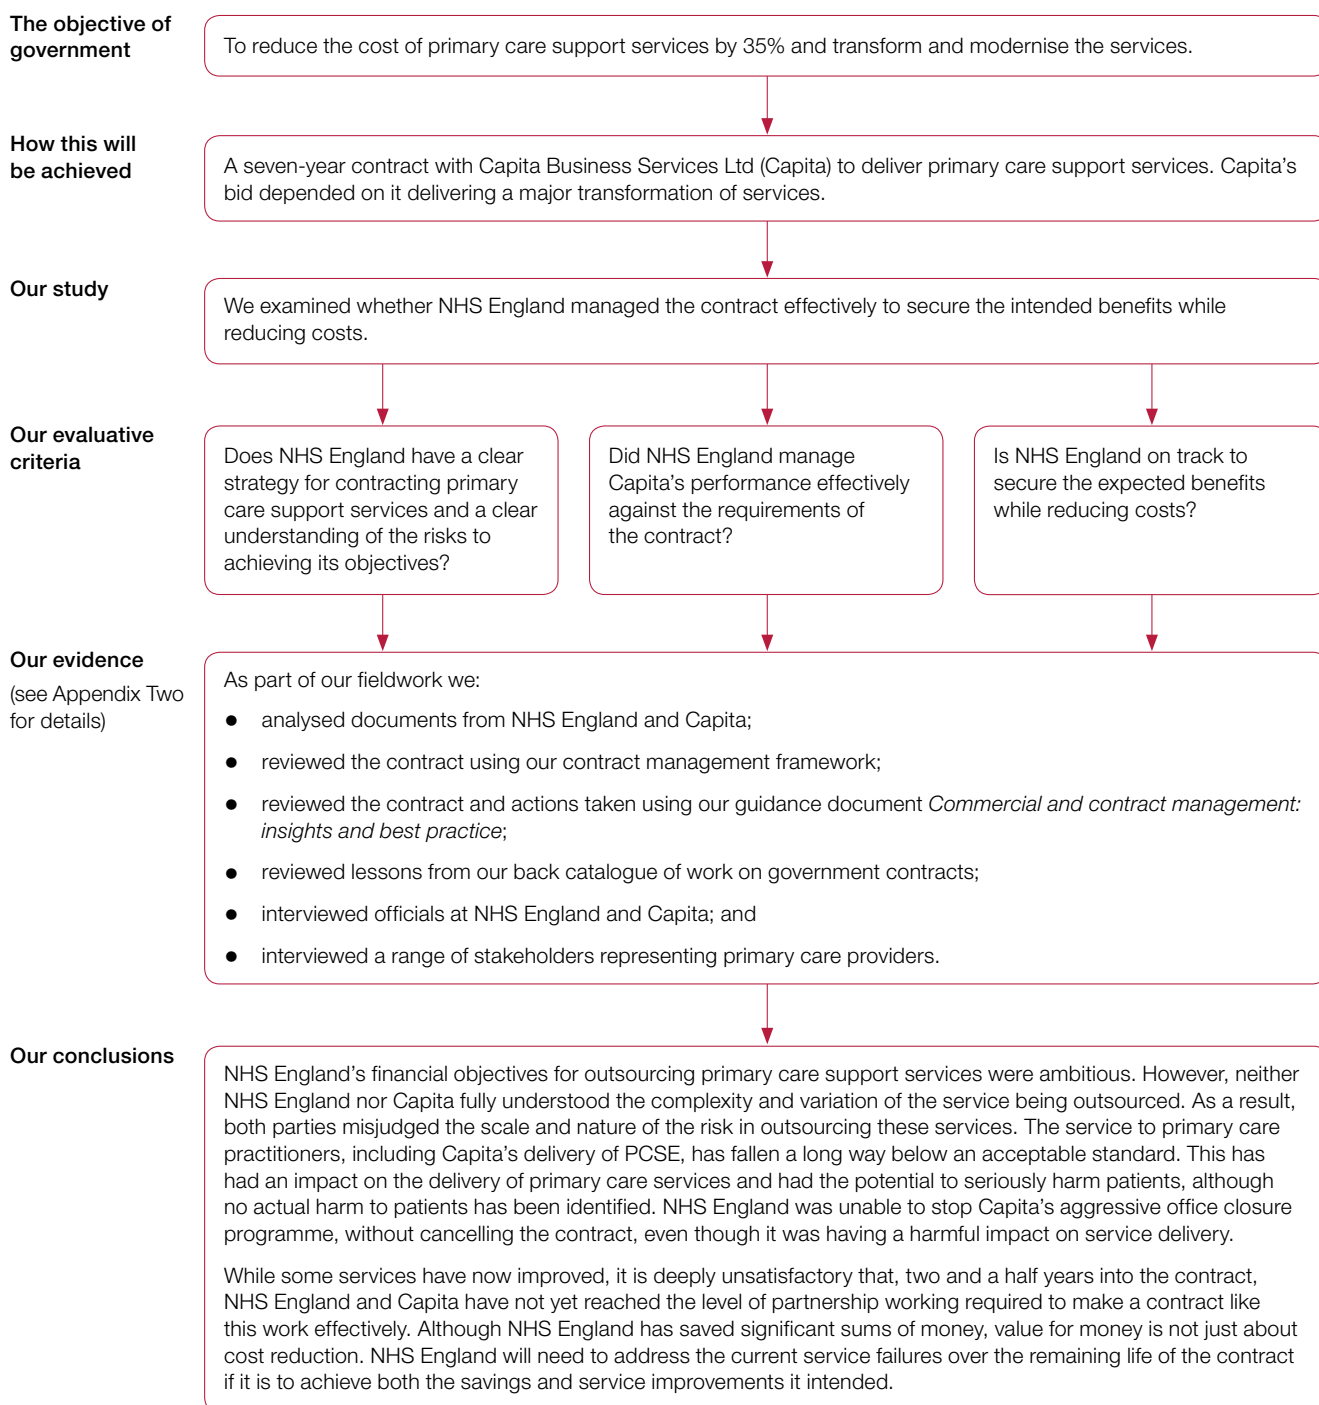 The objective of
government
To reduce the cost of primary care support services by 35% and transform and modernise the services.
How this will
be achieved
A seven-year contract with Capita Business Services Ltd (Capita) to deliver primary care support services. Capita’s
bid depended on it delivering a major transformation of services.
Our study
We examined whether NHS England managed the contract effectively to secure the intended benefits while
reducing costs.
Our evaluative
criteria
Does NHS England have a clear
strategy for contracting primary
care support services and a clear
understanding of the risks to
achieving its objectives?
Did NHS England manage
Capita’s performance effectively
against the requirements of
the contract?
Is NHS England on track to
secure the expected benefits
while reducing costs?
Our evidence
(see Appendix Two
for details)
As part of our fieldwork we:
● analysed documents from NHS England and Capita;
● reviewed the contract using our contract management framework;
● reviewed the contract and actions taken using our guidance document Commercial and contract management:
insights and best practice;
● reviewed lessons from our back catalogue of work on government contracts;
● interviewed officials at NHS England and Capita; and
● interviewed a range of stakeholders representing primary care providers.
Our conclusions
NHS England’s financial objectives for outsourcing primary care support services were ambitious. However, neither
NHS England nor Capita fully understood the complexity and variation of the service being outsourced. As a result,
both parties misjudged the scale and nature of the risk in outsourcing these services. The service to primary care
practitioners, including Capita’s delivery of PCSE, has fallen a long way below an acceptable standard. This has
had an impact on the delivery of primary care services and had the potential to seriously harm patients, although
no actual harm to patients has been identified. NHS England was unable to stop Capita’s aggressive office closure
programme, without cancelling the contract, even though it was having a harmful impact on service delivery.
While some services have now improved, it is deeply unsatisfactory that, two and a half years into the contract,
NHS England and Capita have not yet reached the level of partnership working required to make a contract like
this work effectively. Although NHS England has saved significant sums of money, value for money is not just about
cost reduction. NHS England will need to address the current service failures over the remaining life of the contract
if it is to achieve both the savings and service improvements it intended.